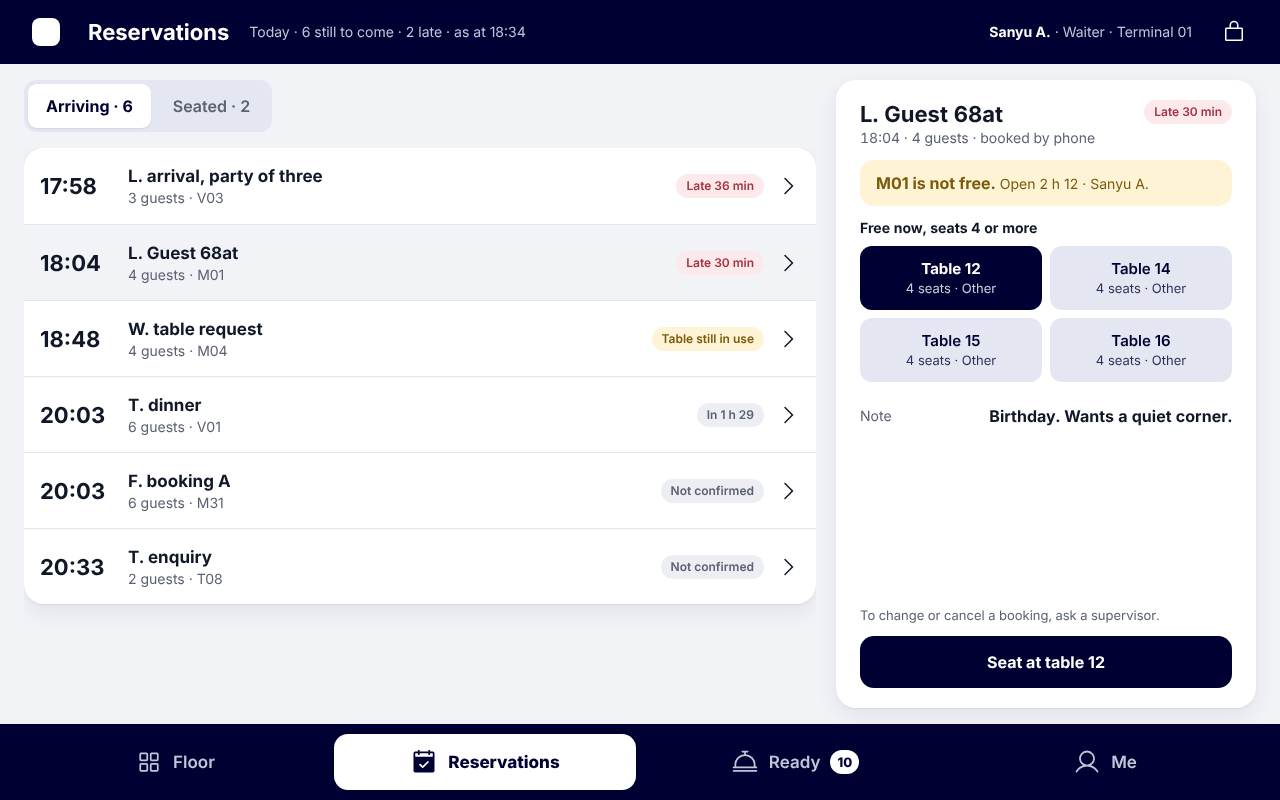 Reservations
Today · 6 still to come · 2 late · as at 18:34
Sanyu A. · Waiter · Terminal 01
Arriving · 6
Seated · 2
17:58
L. arrival, party of three
3 guests · V03
Late 36 min
18:04
L. Guest 68at
4 guests · M01
Late 30 min
18:48
W. table request
4 guests · M04
Table still in use
20:03
T. dinner
6 guests · V01
In 1 h 29
20:03
F. booking A
6 guests · M31
Not confirmed
20:33
T. enquiry
2 guests · T08
Not confirmed
L. Guest 68at
Late 30 min
18:04 · 4 guests · booked by phone
M01 is not free. Open 2 h 12 · Sanyu A.
Free now, seats 4 or more
Table 12
4 seats · Other
Table 14
4 seats · Other
Table 15
4 seats · Other
Table 16
4 seats · Other
Note
Birthday. Wants a quiet corner.
To change or cancel a booking, ask a supervisor.
Seat at table 12
Floor
Reservations
Ready 10
Me